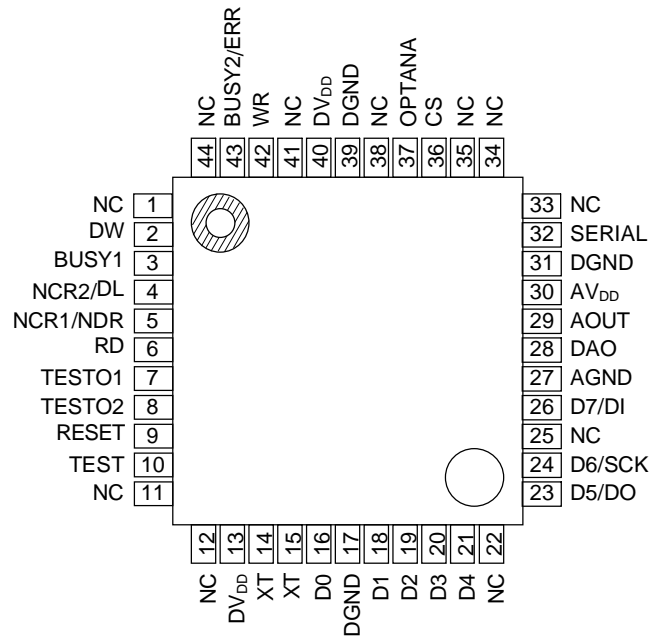 NC
BUSY2/ERR
WR
NC
DVDD
DGND
NC
OPTANA
CS
NC
NC
44 43 42 41 40 39 38 37 36 35 34
NC 1
DW 2
BUSY1 3
NCR2/DL 4
NCR1/NDR 5
RD 6
TESTO1 7
TESTO2 8
RESET 9
TEST 10
NC 11
33 NC
32 SERIAL
31 DGND
30 AVDD
29 AOUT
28 DAO
27 AGND
26 D7/DI
25 NC
24 D6/SCK
23 D5/DO
12 13 14 15 16 17 18 19 20 21 22
NC
DVDD
XT
XT
D0
DGND
D1
D2
D3
D4
NC